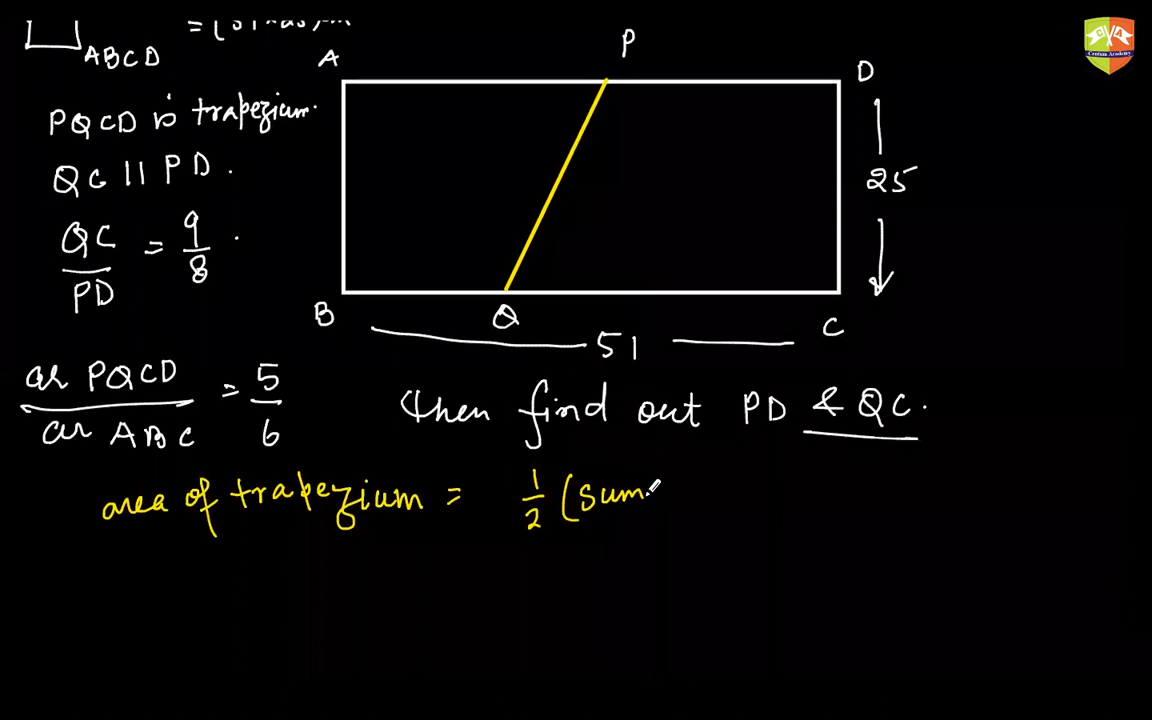 ABCD
A
P
D
PQCD is trapezium.
QC || PD.
QC/PD = 9/8.
25
B
Q
C
51
ar PQCD / ar ABC = 5/6
then find out PD & QC.
area of trapezium = 1/2 (sum